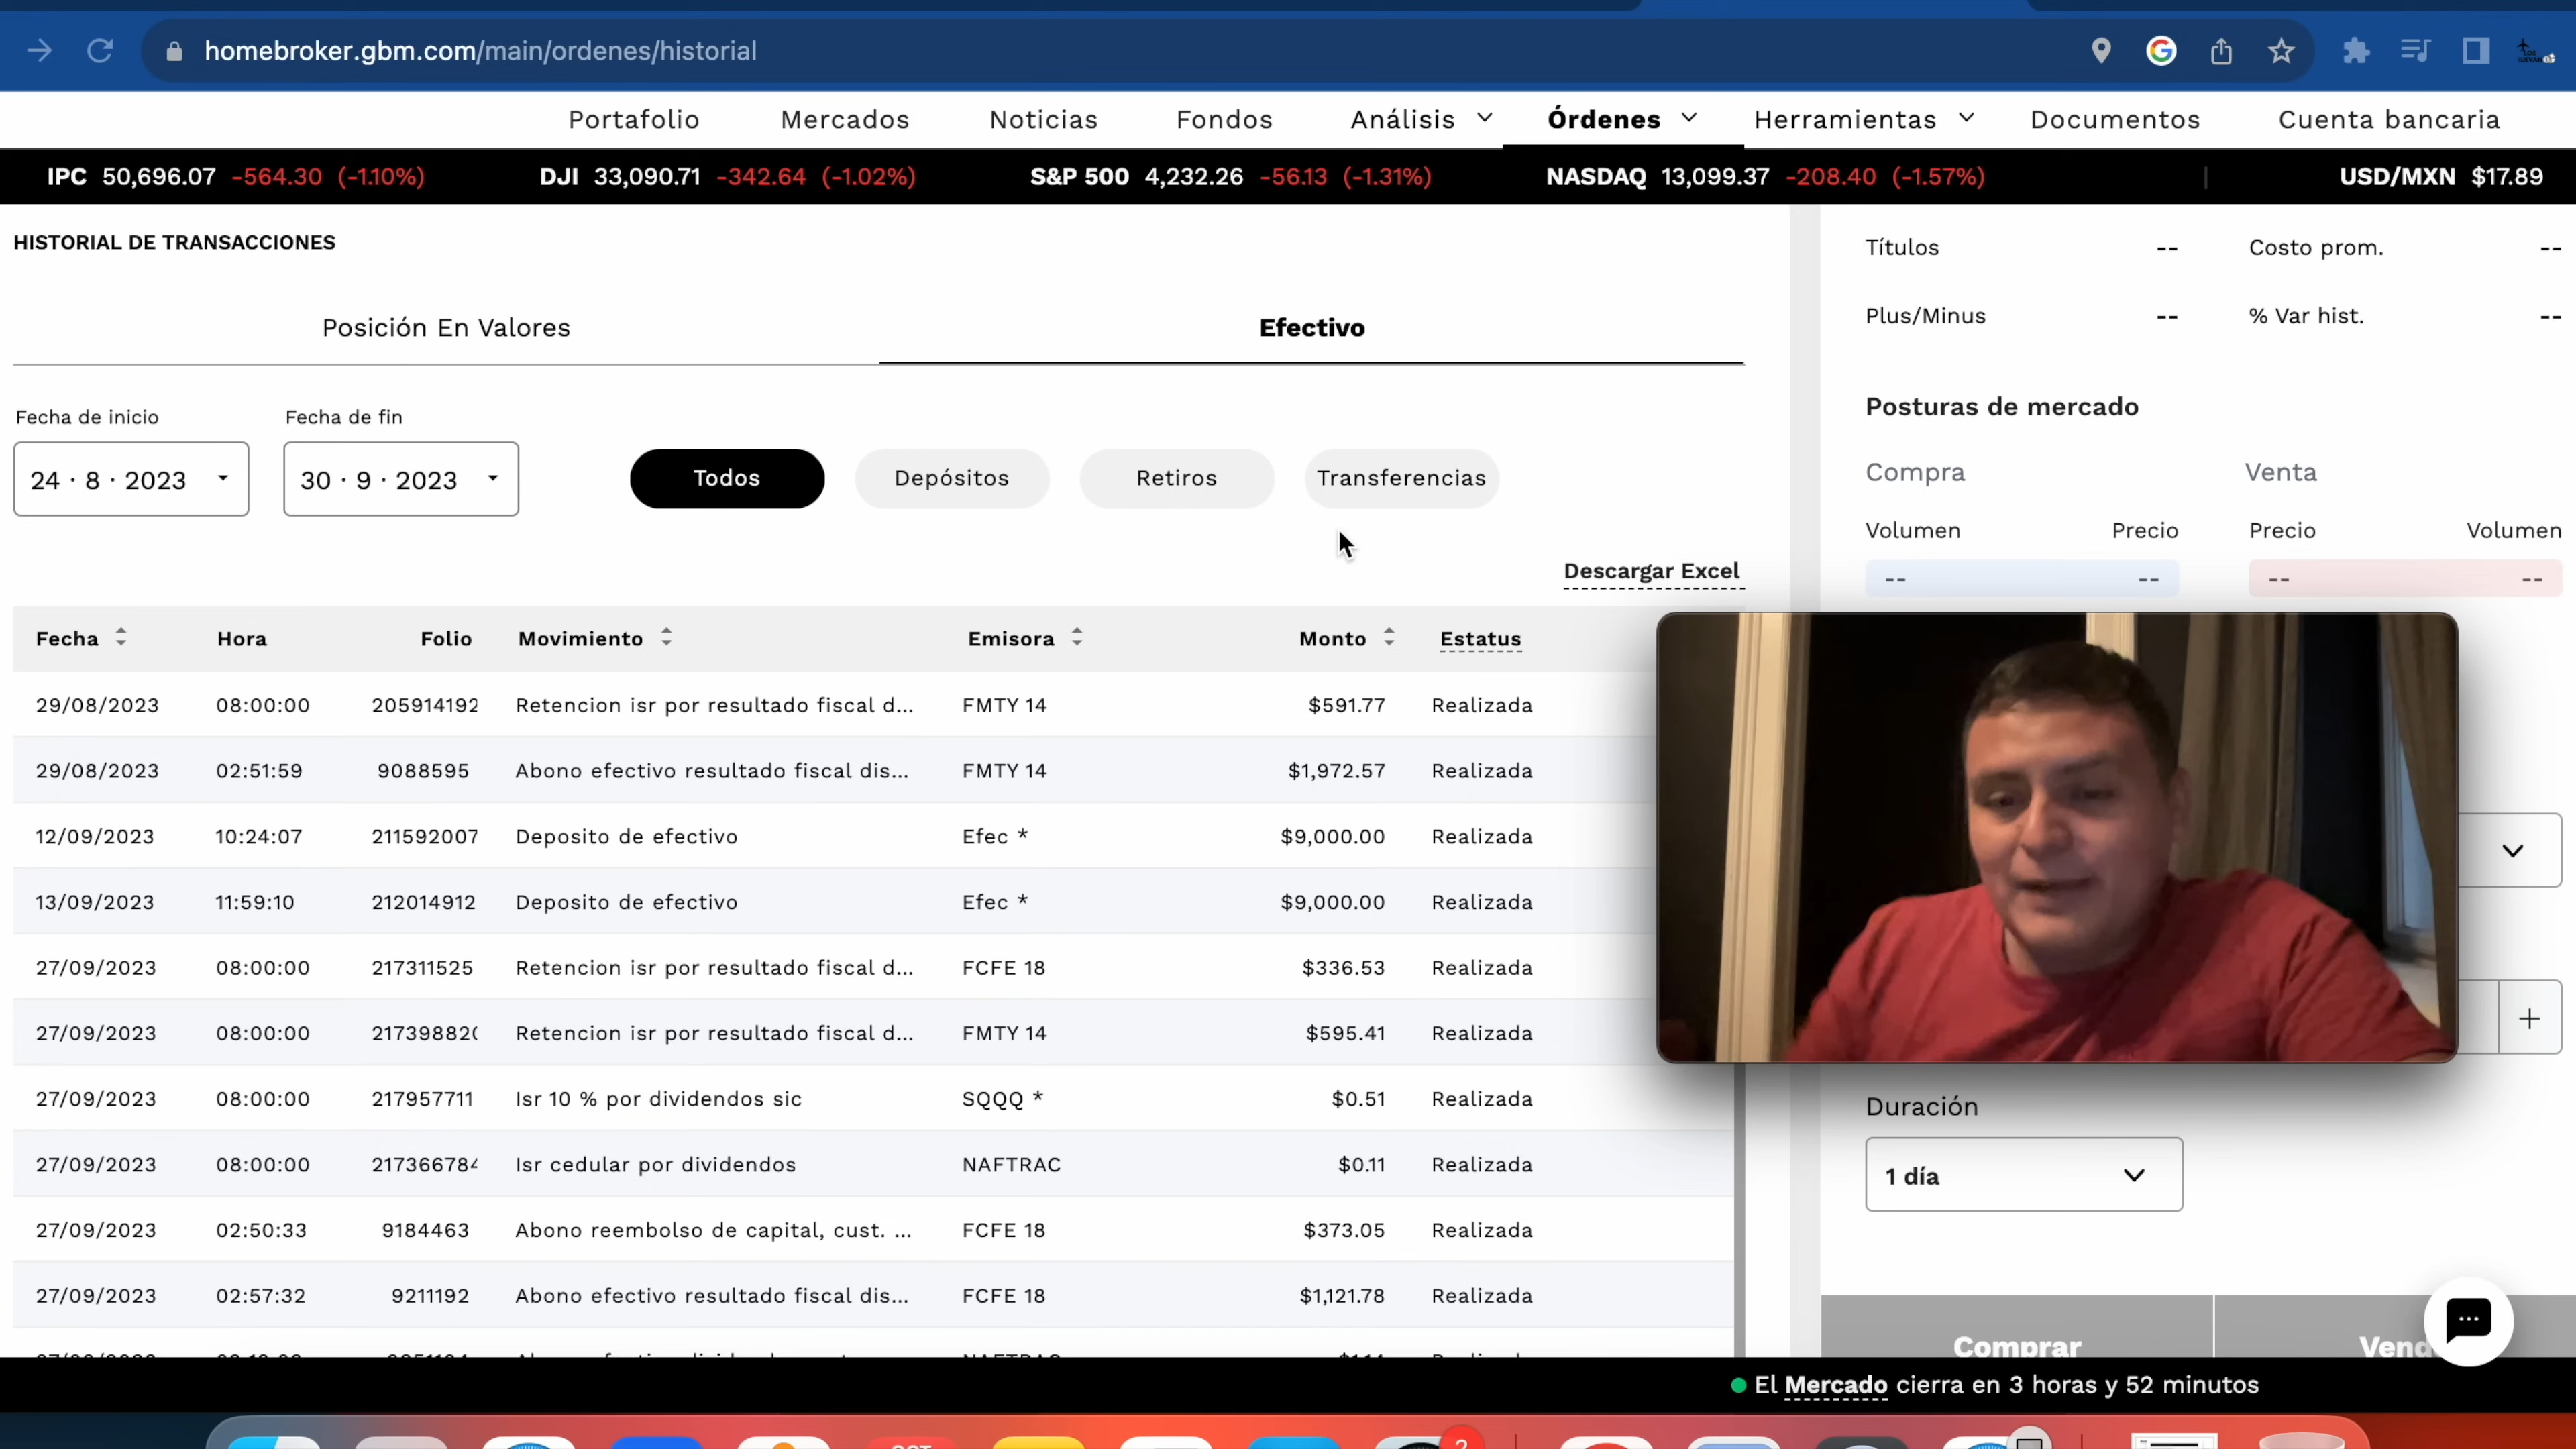 homebroker.gbm.com/main/ordenes/historial
Portafolio Mercados Noticias Fondos Análisis Órdenes Herramientas Documentos Cuenta bancaria
IPC 50,696.07 -564.30 (-1.10%) DJI 33,090.71 -342.64 (-1.02%) S&P 500 4,232.26 -56.13 (-1.31%) NASDAQ 13,099.37 -208.40 (-1.57%) USD/MXN $17.89
HISTORIAL DE TRANSACCIONES
Posición En Valores Efectivo
Fecha de inicio Fecha de fin
24 · 8 · 2023 30 · 9 · 2023 Todos Depósitos Retiros Transferencias
Descargar Excel
Fecha Hora Folio Movimiento Emisora Monto Estatus
29/08/2023 08:00:00 205914192 Retencion isr por resultado fiscal d... FMTY 14 $591.77 Realizada
29/08/2023 02:51:59 9088595 Abono efectivo resultado fiscal dis... FMTY 14 $1,972.57 Realizada
12/09/2023 10:24:07 211592007 Deposito de efectivo Efec * $9,000.00 Realizada
13/09/2023 11:59:10 212014912 Deposito de efectivo Efec * $9,000.00 Realizada
27/09/2023 08:00:00 217311525 Retencion isr por resultado fiscal d... FCFE 18 $336.53 Realizada
27/09/2023 08:00:00 21739882 Retencion isr por resultado fiscal d... FMTY 14 $595.41 Realizada
27/09/2023 08:00:00 217957711 Isr 10 % por dividendos sic SQQQ * $0.51 Realizada
27/09/2023 08:00:00 21736678 Isr cedular por dividendos NAFTRAC $0.11 Realizada
27/09/2023 02:50:33 9184463 Abono reembolso de capital, cust. ... FCFE 18 $373.05 Realizada
27/09/2023 02:57:32 9211192 Abono efectivo resultado fiscal dis... FCFE 18 $1,121.78 Realizada
Títulos -- Costo prom. --
Plus/Minus -- % Var hist. --
Posturas de mercado
Compra Venta
Volumen Precio Precio Volumen
-- -- -- --
Duración
1 día
Comprar Vend
El Mercado cierra en 3 horas y 52 minutos
2